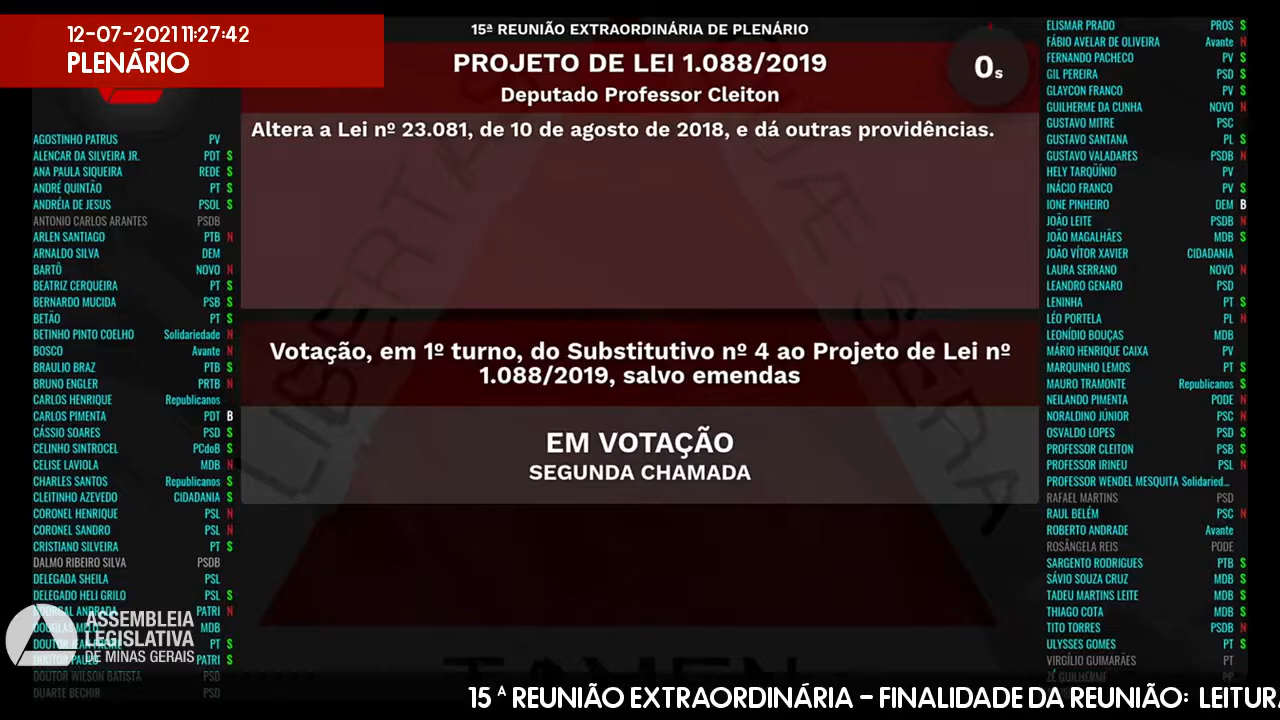 12-07-2021 11:27:42
PLENÁRIO
15ª REUNIÃO EXTRAORDINÁRIA DE PLENÁRIO
PROJETO DE LEI 1.088/2019
Deputado Professor Cleiton
0s
Altera a Lei nº 23.081, de 10 de agosto de 2018, e dá outras providências.
Votação, em 1º turno, do Substitutivo nº 4 ao Projeto de Lei nº
1.088/2019, salvo emendas
EM VOTAÇÃO
SEGUNDA CHAMADA
AGOSTINHO PATRUS PV
ALENCAR DA SILVEIRA JR. PDT S
ANA PAULA SIQUEIRA REDE S
ANDRÉ QUINTÃO PT S
ANDRÉIA DE JESUS PSOL S
ANTONIO CARLOS ARANTES PSDB
ARLEN SANTIAGO PTB N
ARNALDO SILVA DEM
BARTÔ NOVO N
BEATRIZ CERQUEIRA PT S
BERNARDO MUCIDA PSB S
BETÃO PT S
BETINHO PINTO COELHO Solidariedade N
BOSCO Avante N
BRAULIO BRAZ PTB S
BRUNO ENGLER PRTB N
CARLOS HENRIQUE Republicanos
CARLOS PIMENTA PDT B
CÁSSIO SOARES PSD S
CELINHO SINTROCEL PCdoB S
CELISE LAVIOLA MDB N
CHARLES SANTOS Republicanos S
CLEITINHO AZEVEDO CIDADANIA S
CORONEL HENRIQUE PSL N
CORONEL SANDRO PSL N
CRISTIANO SILVEIRA PT S
DALMO RIBEIRO SILVA PSDB
DELEGADA SHEILA PSL
DELEGADO HELI GRILO PSL S
ANDRADA PATRI N
DOUGLAS MELO MDB
DOUTOR JEAN FREIRE PT S
DOUTOR PAULO PATRI S
DOUTOR WILSON BATISTA PSD
DUARTE BECHIR PSD
ELISMAR PRADO PROS S
FÁBIO AVELAR DE OLIVEIRA Avante N
FERNANDO PACHECO PV S
GIL PEREIRA PSD S
GLAYCON FRANCO PV S
GUILHERME DA CUNHA NOVO N
GUSTAVO MITRE PSC
GUSTAVO SANTANA PL S
GUSTAVO VALADARES PSDB N
HELY TARQÜÍNIO PV
INÁCIO FRANCO PV S
IONE PINHEIRO DEM B
JOÃO LEITE PSDB N
JOÃO MAGALHÃES MDB S
JOÃO VÍTOR XAVIER CIDADANIA
LAURA SERRANO NOVO N
LEANDRO GENARO PSD
LENINHA PT S
LÉO PORTELA PL N
LEONÍDIO BOUÇAS MDB
MÁRIO HENRIQUE CAIXA PV
MARQUINHO LEMOS PT S
MAURO TRAMONTE Republicanos S
NEILANDO PIMENTA PODE N
NORALDINO JÚNIOR PSC N
OSVALDO LOPES PSD S
PROFESSOR CLEITON PSB S
PROFESSOR IRINEU PSL N
PROFESSOR WENDEL MESQUITA Solidaried...
RAFAEL MARTINS PSD
RAUL BELÉM PSC N
ROBERTO ANDRADE Avante
ROSÂNGELA REIS PODE
SARGENTO RODRIGUES PTB S
SÁVIO SOUZA CRUZ MDB S
TADEU MARTINS LEITE MDB S
THIAGO COTA MDB S
TITO TORRES PSDB N
ULYSSES GOMES PT S
VIRGÍLIO GUIMARÃES PT
ZÉ GUILHERME PP
ASSEMBLEIA
LEGISLATIVA
DE MINAS GERAIS
15 ª REUNIÃO EXTRAORDINÁRIA – FINALIDADE DA REUNIÃO: LEITURA